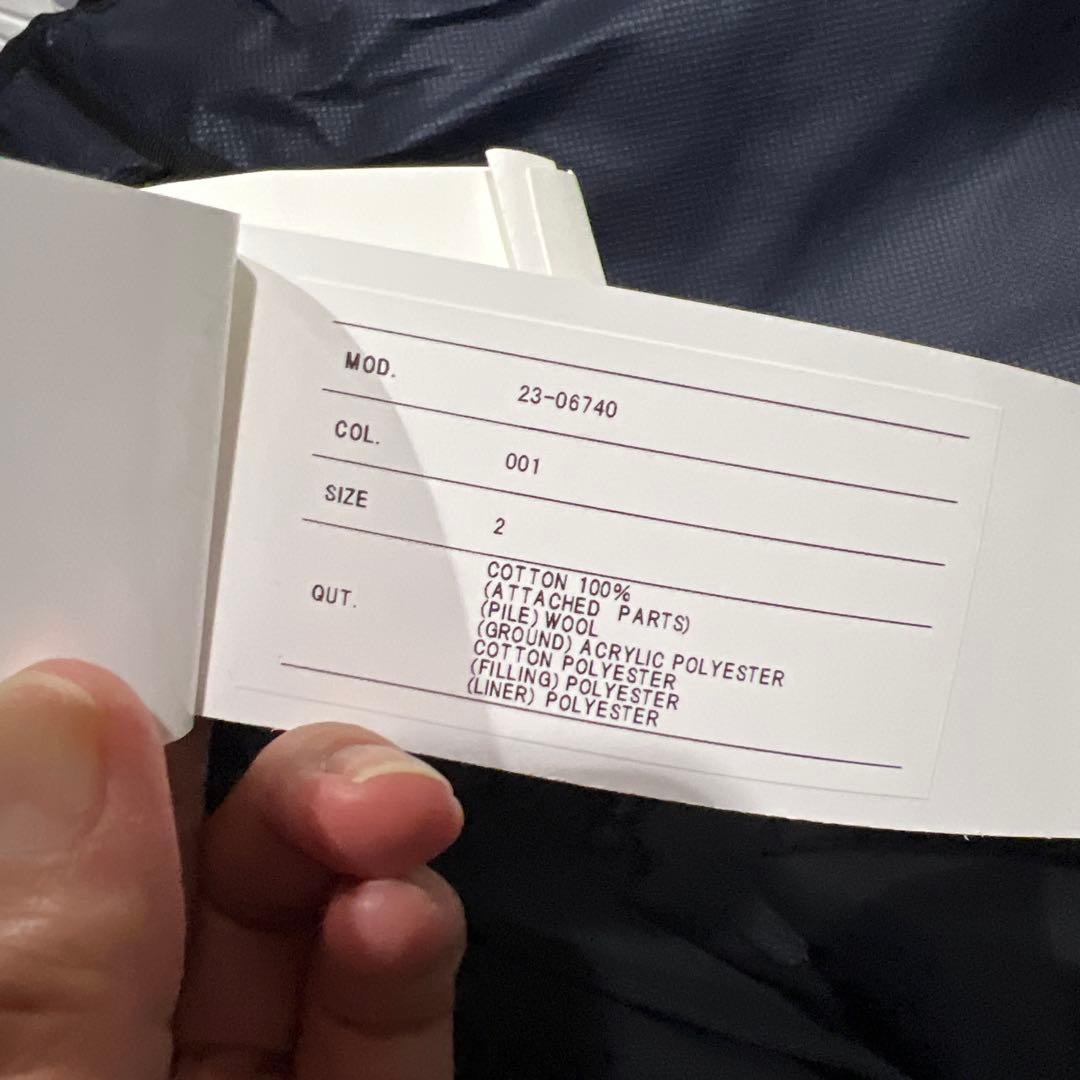 MOD. 23-06740
COL. 001
SIZE 2
QUT. COTTON 100%
(ATTACHED PARTS)
(PILE) WOOL
(GROUND) ACRYLIC POLYESTER
COTTON POLYESTER
(FILLING) POLYESTER
(LINER) POLYESTER